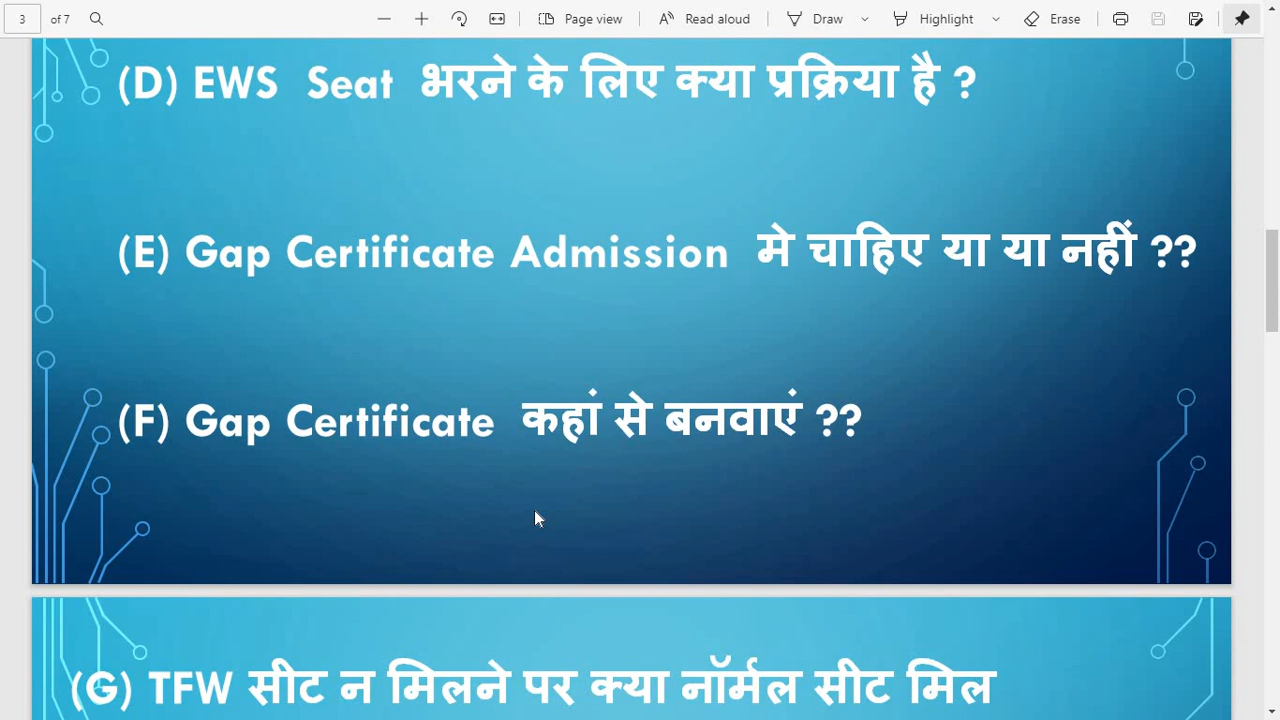 3 of 7 Page view Read aloud Draw Highlight Erase
(D) EWS Seat भरने के लिए क्या प्रक्रिया है ?
(E) Gap Certificate Admission मे चाहिए या या नहीं ??
(F) Gap Certificate कहां से बनवाएं ??
(G) TFW सीट न मिलने पर क्या नॉर्मल सीट मिल